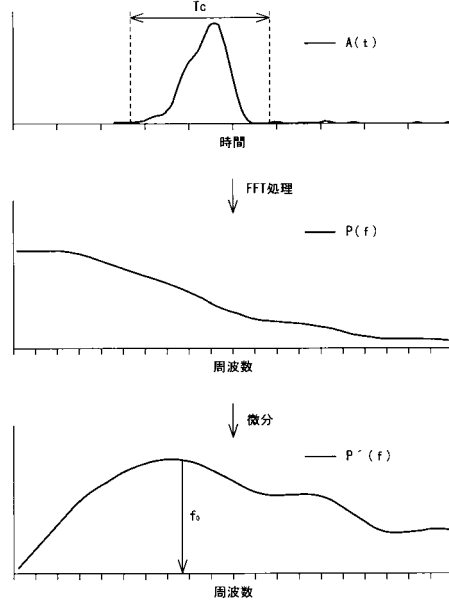 Tc
A(t)
時間
FFT処理
P(f)
周波数
微分
P´(f)
f₀
周波数